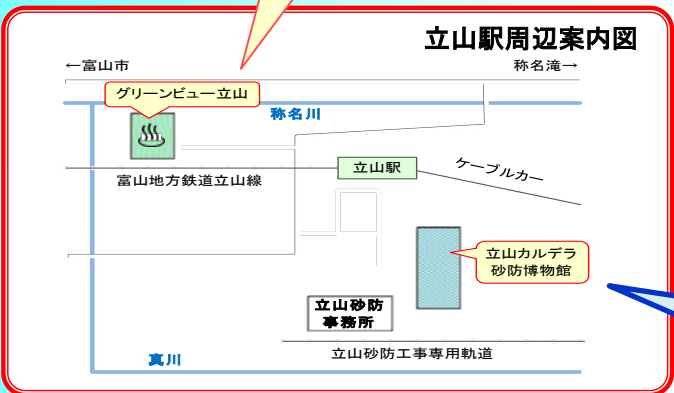 立山駅周辺案内図
←富山市
称名滝→
グリーンビュー立山
称名川
立山駅
ケーブルカー
富山地方鉄道立山線
立山カルデラ
砂防博物館
立山砂防
事務所
立山砂防工事専用軌道
真川